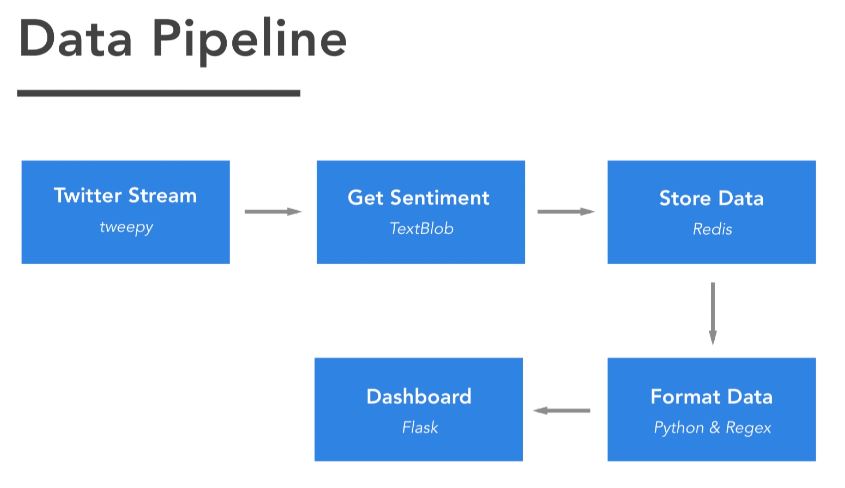 Data Pipeline
Twitter Stream
tweepy
Get Sentiment
TextBlob
Store Data
Redis
Format Data
Python & Regex
Dashboard
Flask